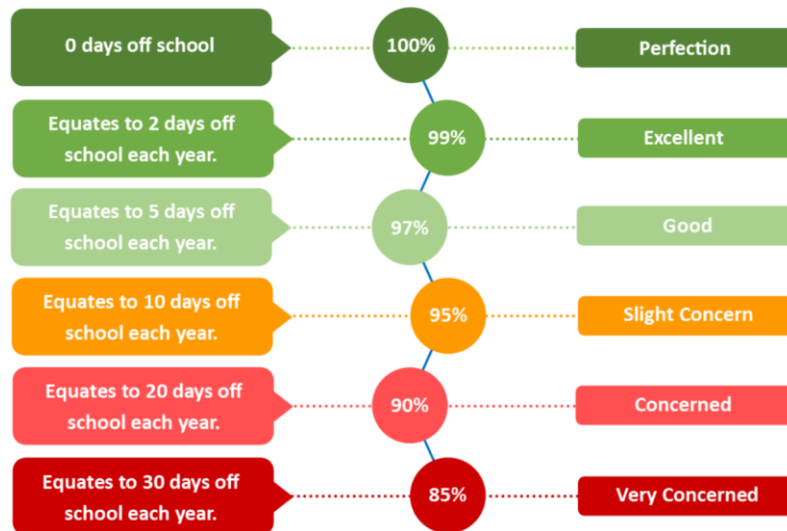 0 days off school
100%
Perfection
Equates to 2 days off
school each year.
99%
Excellent
Equates to 5 days off
school each year.
97%
Good
Equates to 10 days off
school each year.
95%
Slight Concern
Equates to 20 days off
school each year.
90%
Concerned
Equates to 30 days off
school each year.
85%
Very Concerned